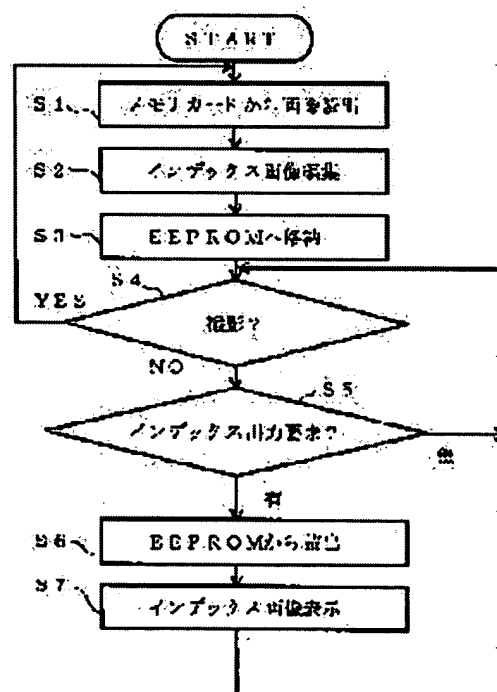 START
S1
メモリカードから画像読出
S2
インデックス画像編集
S3
EEPROMへ格納
S4
YES
撮影?
NO
S5
インデックス出力要求?
無
有
S6
EEPROMから読出
S7
インデックス画像表示